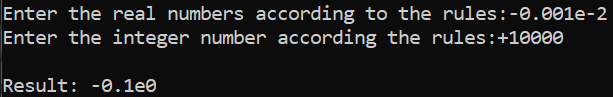 Enter the real numbers according to the rules:-0.001e-2
Enter the integer number according the rules:+10000
Result: -0.1e0